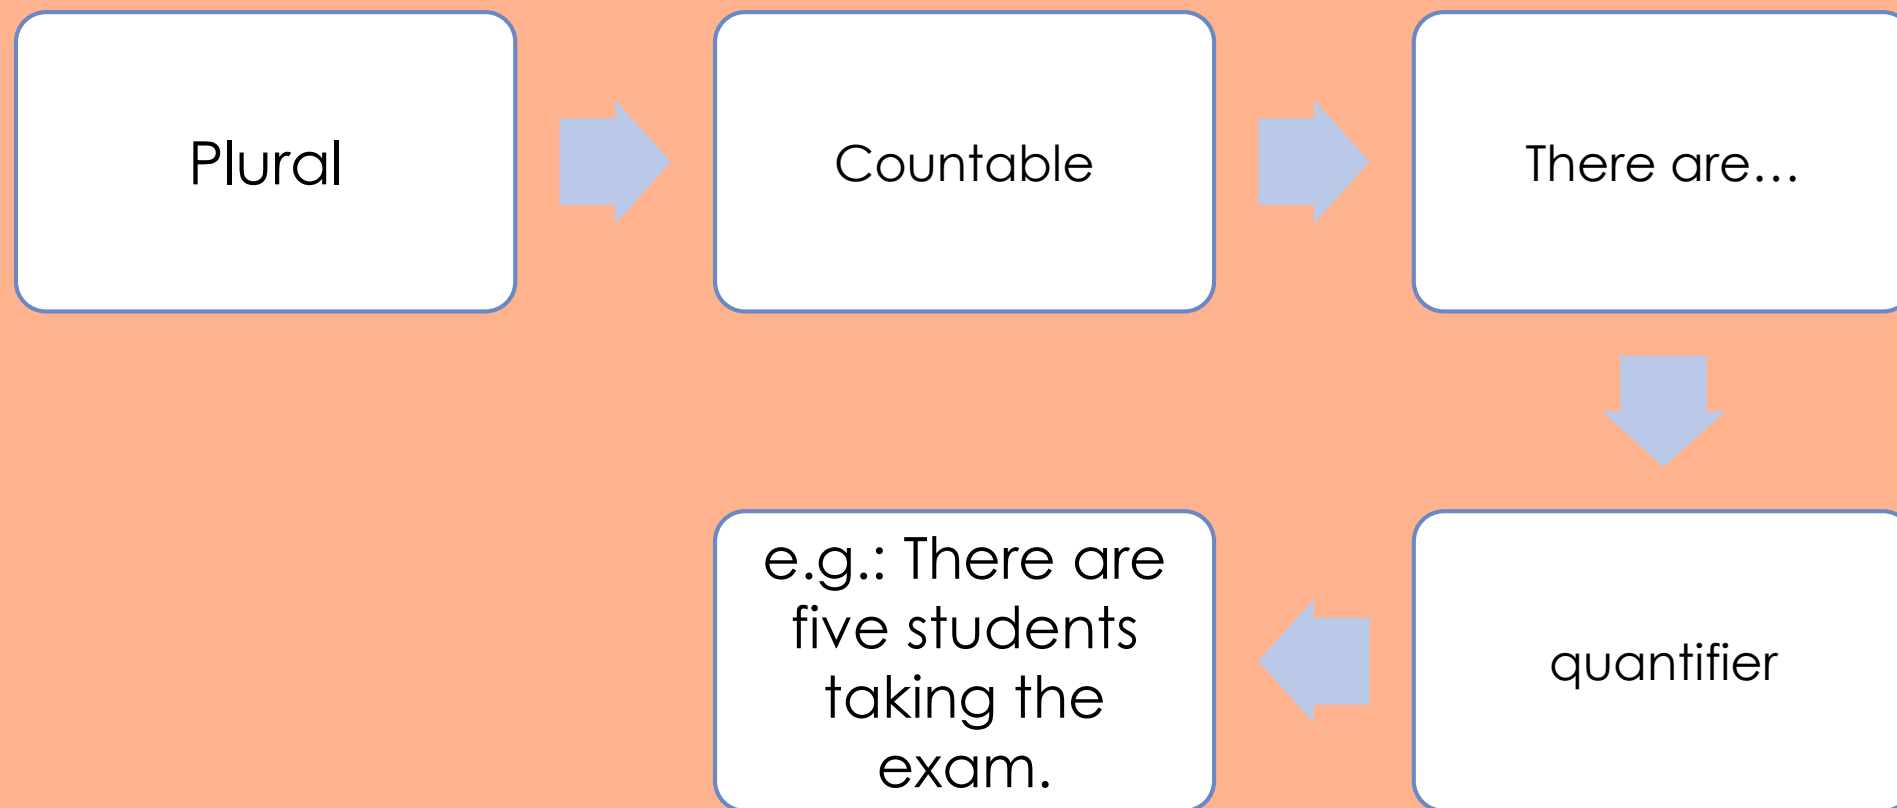 Plural
Countable
There are...
quantifier
e.g.: There are
five students
taking the
exam.